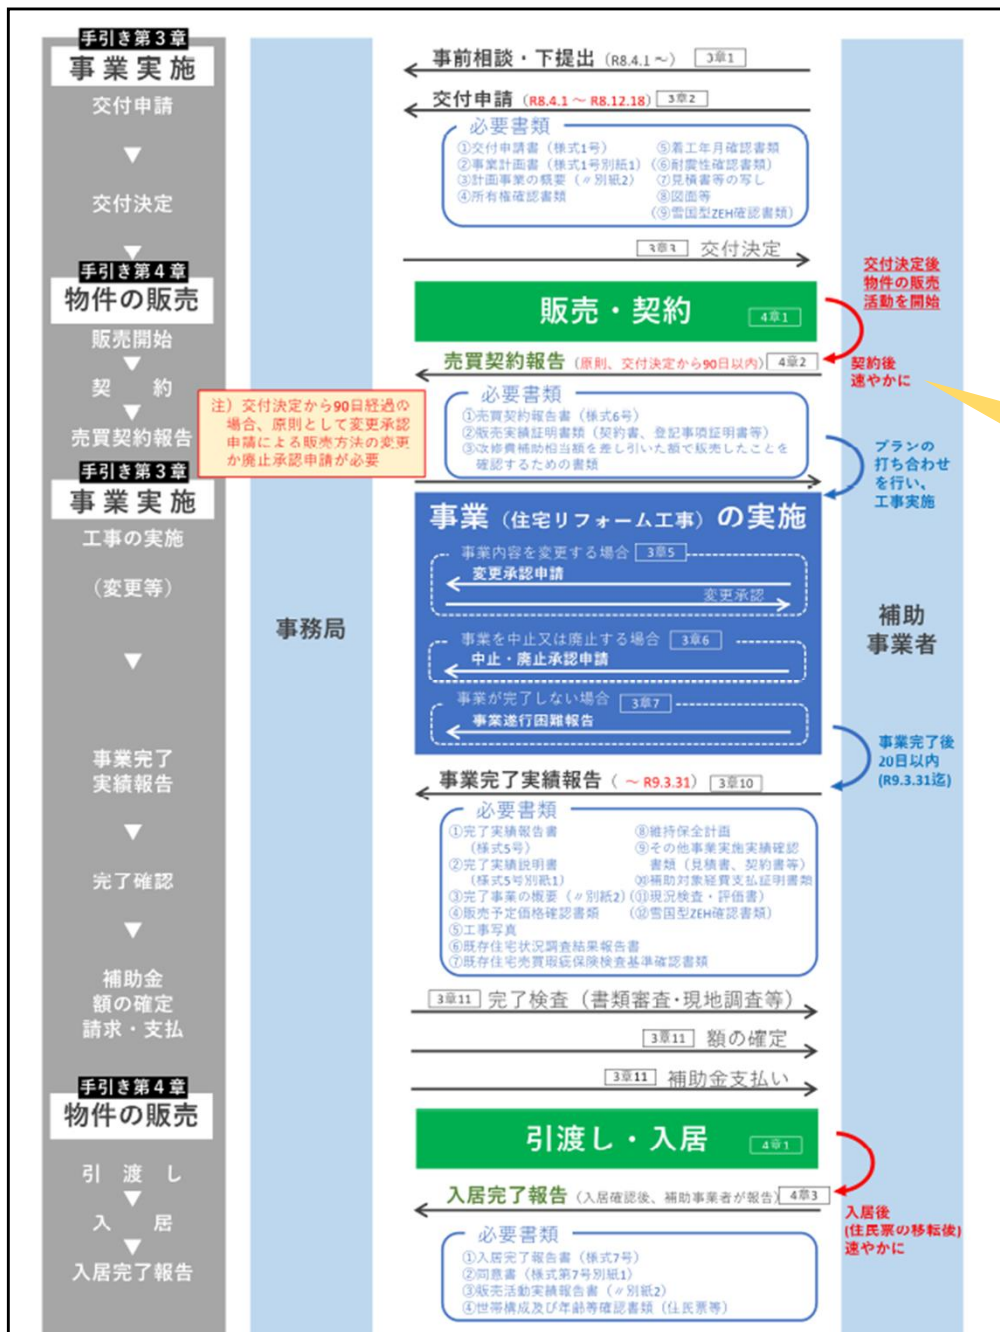 手引き第3章
事業実施
交付申請
▼
交付決定
▼
手引き第4章
物件の販売
販売開始
▼
契 約
▼
売買契約報告
手引き第3章
事業実施
工事の実施
（変更等）
▼
事業完了
実績報告
▼
完了確認
▼
補助金
額の確定
請求・支払
手引き第4章
物件の販売
引 渡 し
▼
入 居
▼
入居完了報告
事務局
事前相談・下提出（R8.4.1～） 3章1
交付申請（R8.4.1～R8.12.18） 3章2
必要書類
①交付申請書（様式1号）
②事業計画書（様式1号別紙1）
③計画事業の概要（〃別紙2）
④所有権確認書類
⑤着工年月確認書類
（⑥耐震性確認書類）
⑦見積書等の写し
⑧図面等
（⑨雪国型ZEH確認書類）
3章3 交付決定
販売・契約 4章1
売買契約報告（原則、交付決定から90日以内） 4章2
必要書類
①売買契約報告書（様式6号）
②販売実績証明書類（契約書、登記事項証明書等）
③改修費補助相当額を差し引いた額で販売したことを
確認するための書類
注）交付決定から90日経過の
場合、原則として変更承認
申請による販売方法の変更
か廃止承認申請が必要
事業（住宅リフォーム工事）の実施
事業内容を変更する場合 3章5
変更承認申請
変更承認
事業を中止又は廃止する場合 3章6
中止・廃止承認申請
事業が完了しない場合 3章7
事業遂行困難報告
事業完了実績報告（～R9.3.31） 3章10
必要書類
①完了実績報告書
（様式5号）
②完了実績説明書
（様式5号別紙1）
③完了事業の概要（〃別紙2）
④販売予定価格確認書類
⑤工事写真
⑥既存住宅状況調査結果報告書
⑦既存住宅売買瑕疵保険検査基準確認書類
⑧維持保全計画
⑨その他事業実施実績確認
書類（見積書、契約書等）
⑩補助対象経費支払証明書類
（⑪現況検査・評価書）
（⑫雪国型ZEH確認書類）
3章11 完了検査（書類審査・現地調査等）
3章11 額の確定
3章11 補助金支払い
引渡し・入居 4章1
入居完了報告（入居確認後、補助事業者が報告） 4章3
必要書類
①入居完了報告書（様式7号）
②同意書（様式第7号別紙1）
③販売活動実績報告書（〃別紙2）
④世帯構成及び年齢等確認書類（住民票等）
交付決定後
物件の販売
活動を開始
契約後
速やかに
プランの
打ち合わせ
を行い、
工事実施
補助
事業者
事業完了後
20日以内
(R9.3.31迄)
入居後
(住民票の移転後)
速やかに